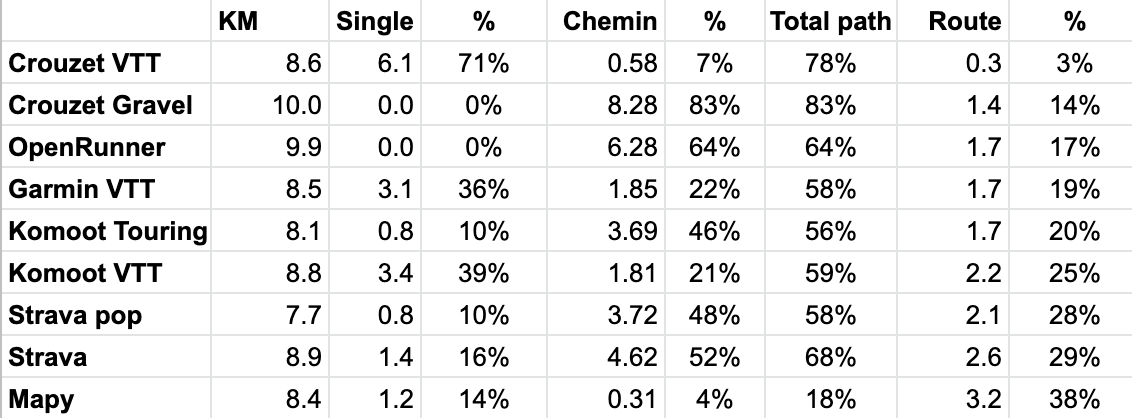 KM Single % Chemin % Total path Route %
Crouzet VTT 8.6 6.1 71% 0.58 7% 78% 0.3 3%
Crouzet Gravel 10.0 0.0 0% 8.28 83% 83% 1.4 14%
OpenRunner 9.9 0.0 0% 6.28 64% 64% 1.7 17%
Garmin VTT 8.5 3.1 36% 1.85 22% 58% 1.7 19%
Komoot Touring 8.1 0.8 10% 3.69 46% 56% 1.7 20%
Komoot VTT 8.8 3.4 39% 1.81 21% 59% 2.2 25%
Strava pop 7.7 0.8 10% 3.72 48% 58% 2.1 28%
Strava 8.9 1.4 16% 4.62 52% 68% 2.6 29%
Mapy 8.4 1.2 14% 0.31 4% 18% 3.2 38%